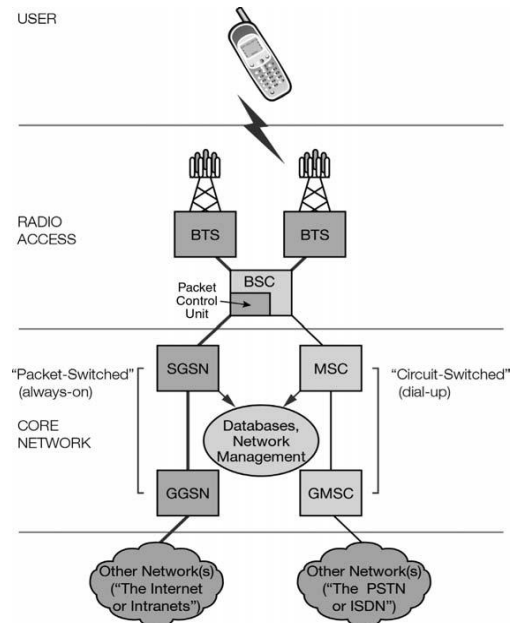 USER
RADIO
ACCESS
BTS
BTS
BSC
Packet
Control
Unit
"Packet-Switched"
(always-on)
SGSN
MSC
"Circuit-Switched"
(dial-up)
CORE
NETWORK
Databases,
Network
Management
GGSN
GMSC
Other Network(s)
("The Internet
or Intranets")
Other Network(s)
("The PSTN
or ISDN")